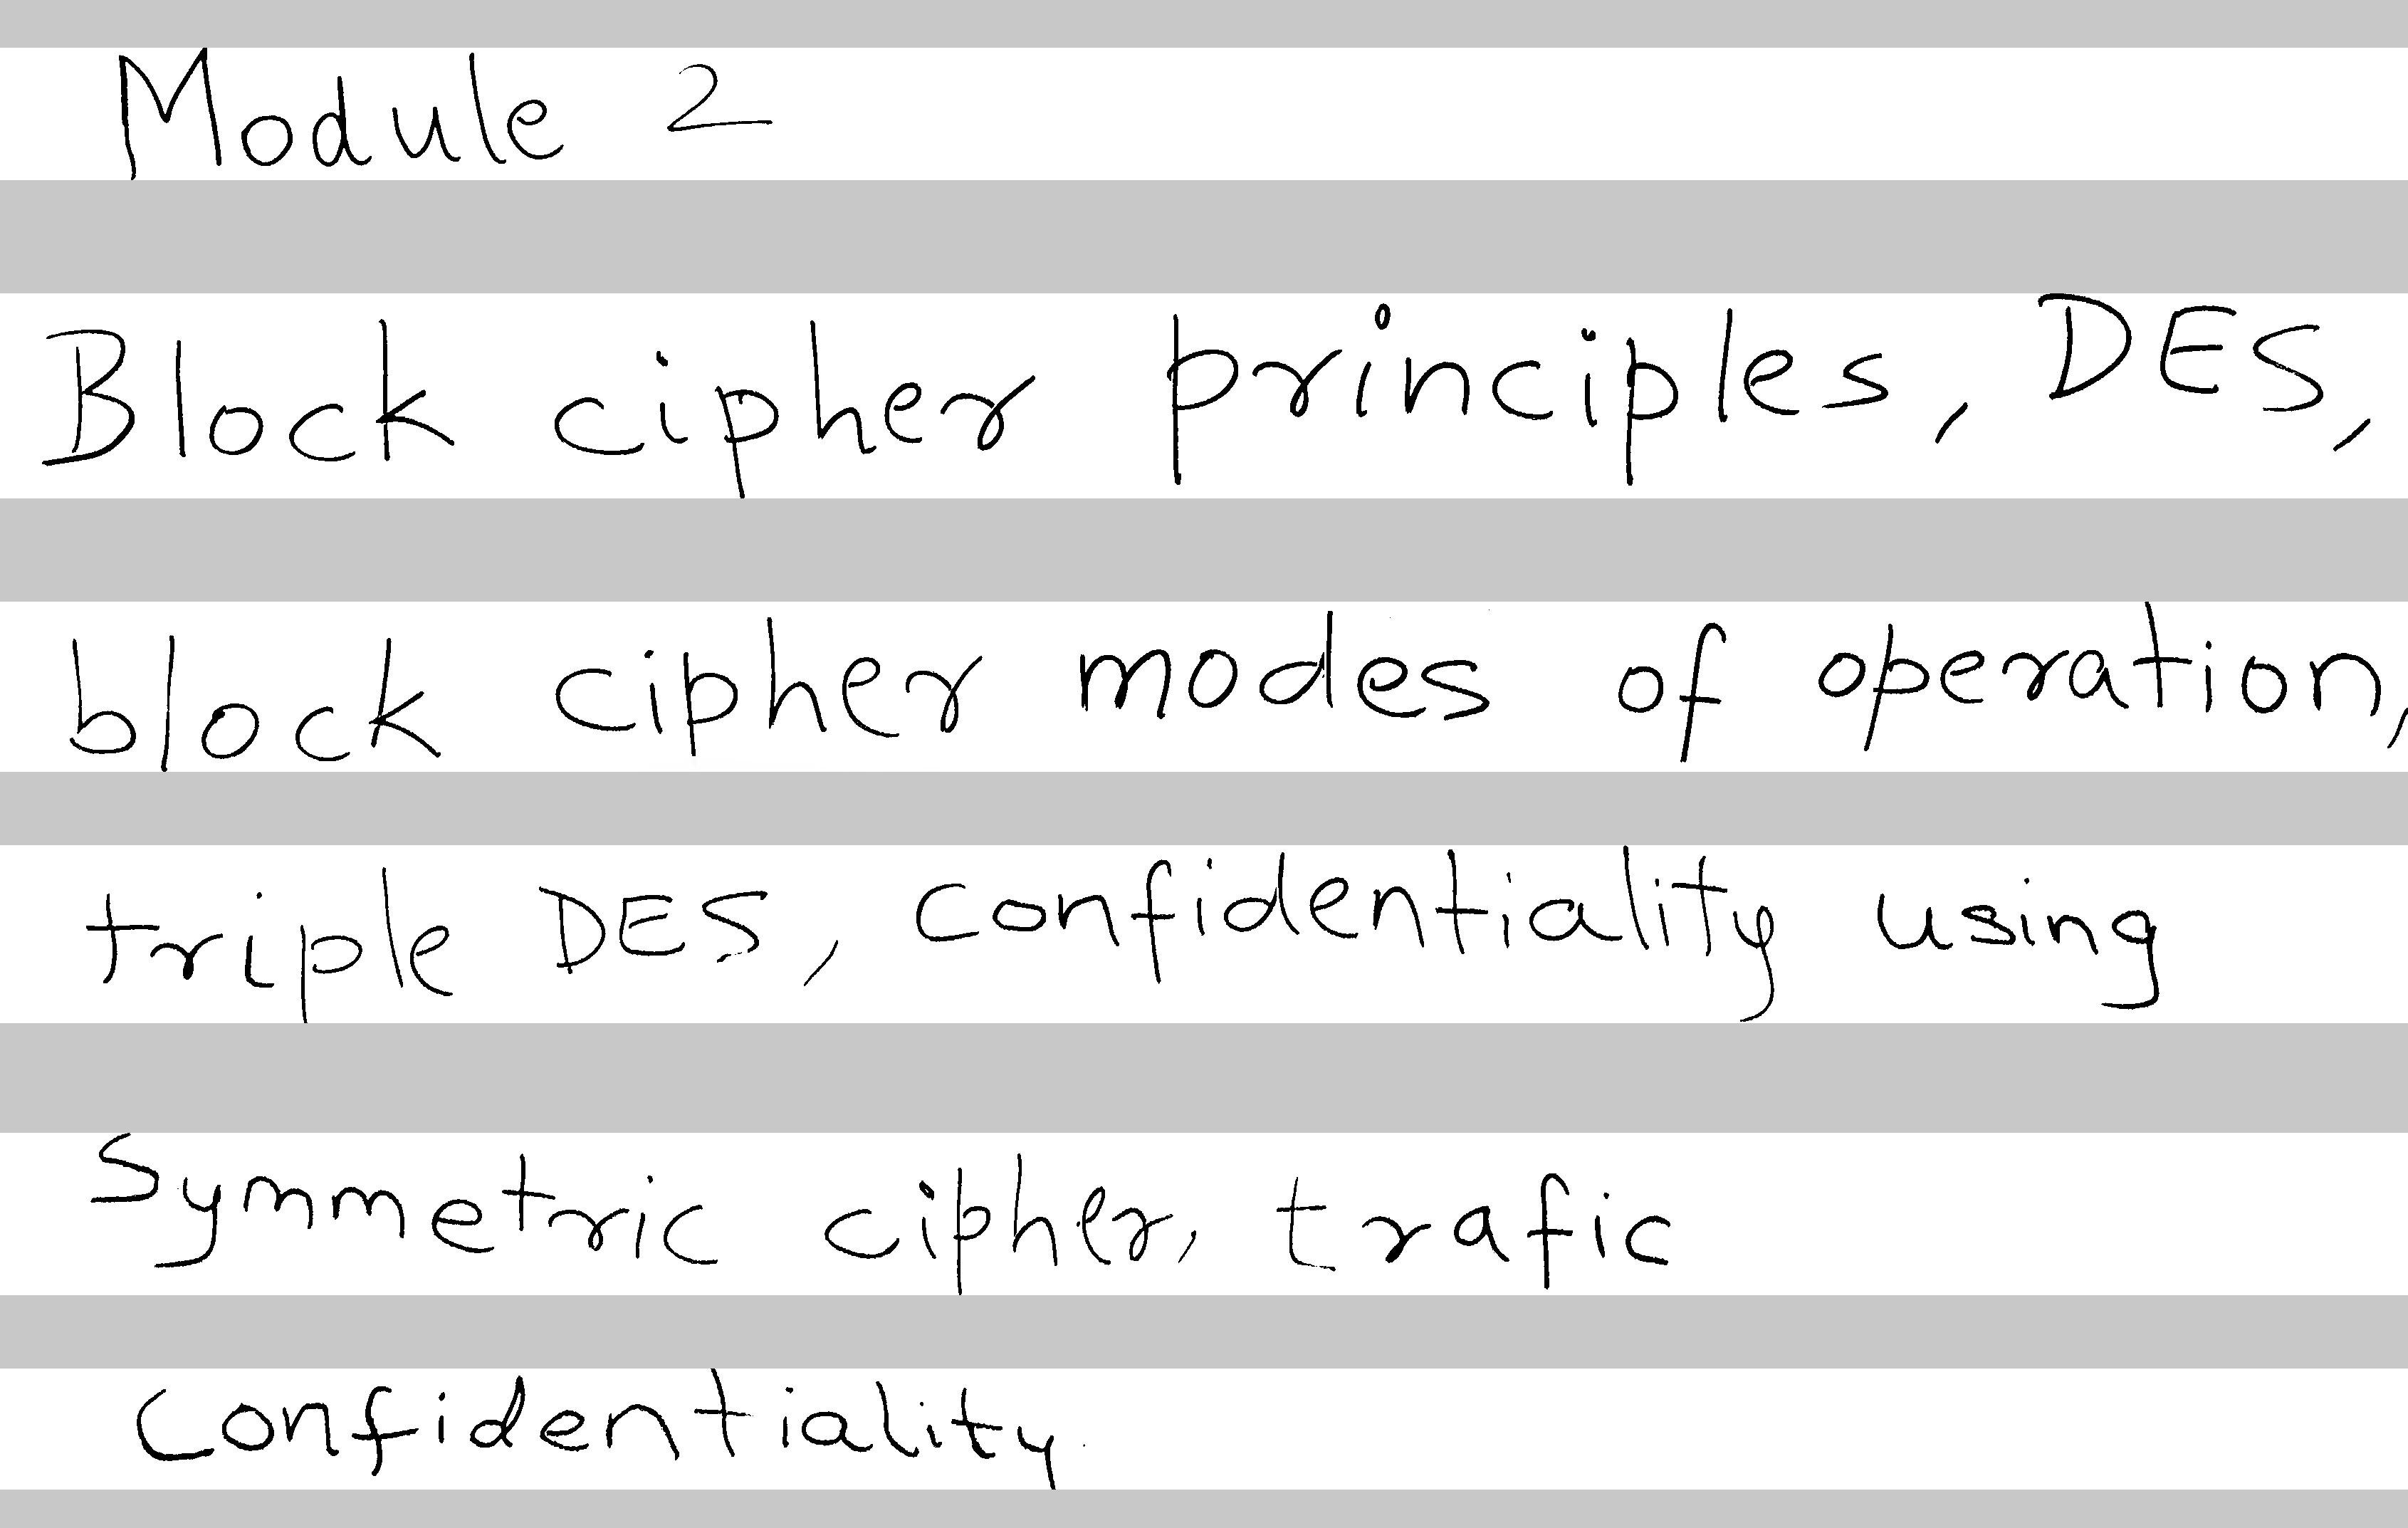 Module 2
Block cipher principles, DES,
block cipher modes of operation,
triple DES, confidentiality using
Symmetric cipher, trafic
confidentiality